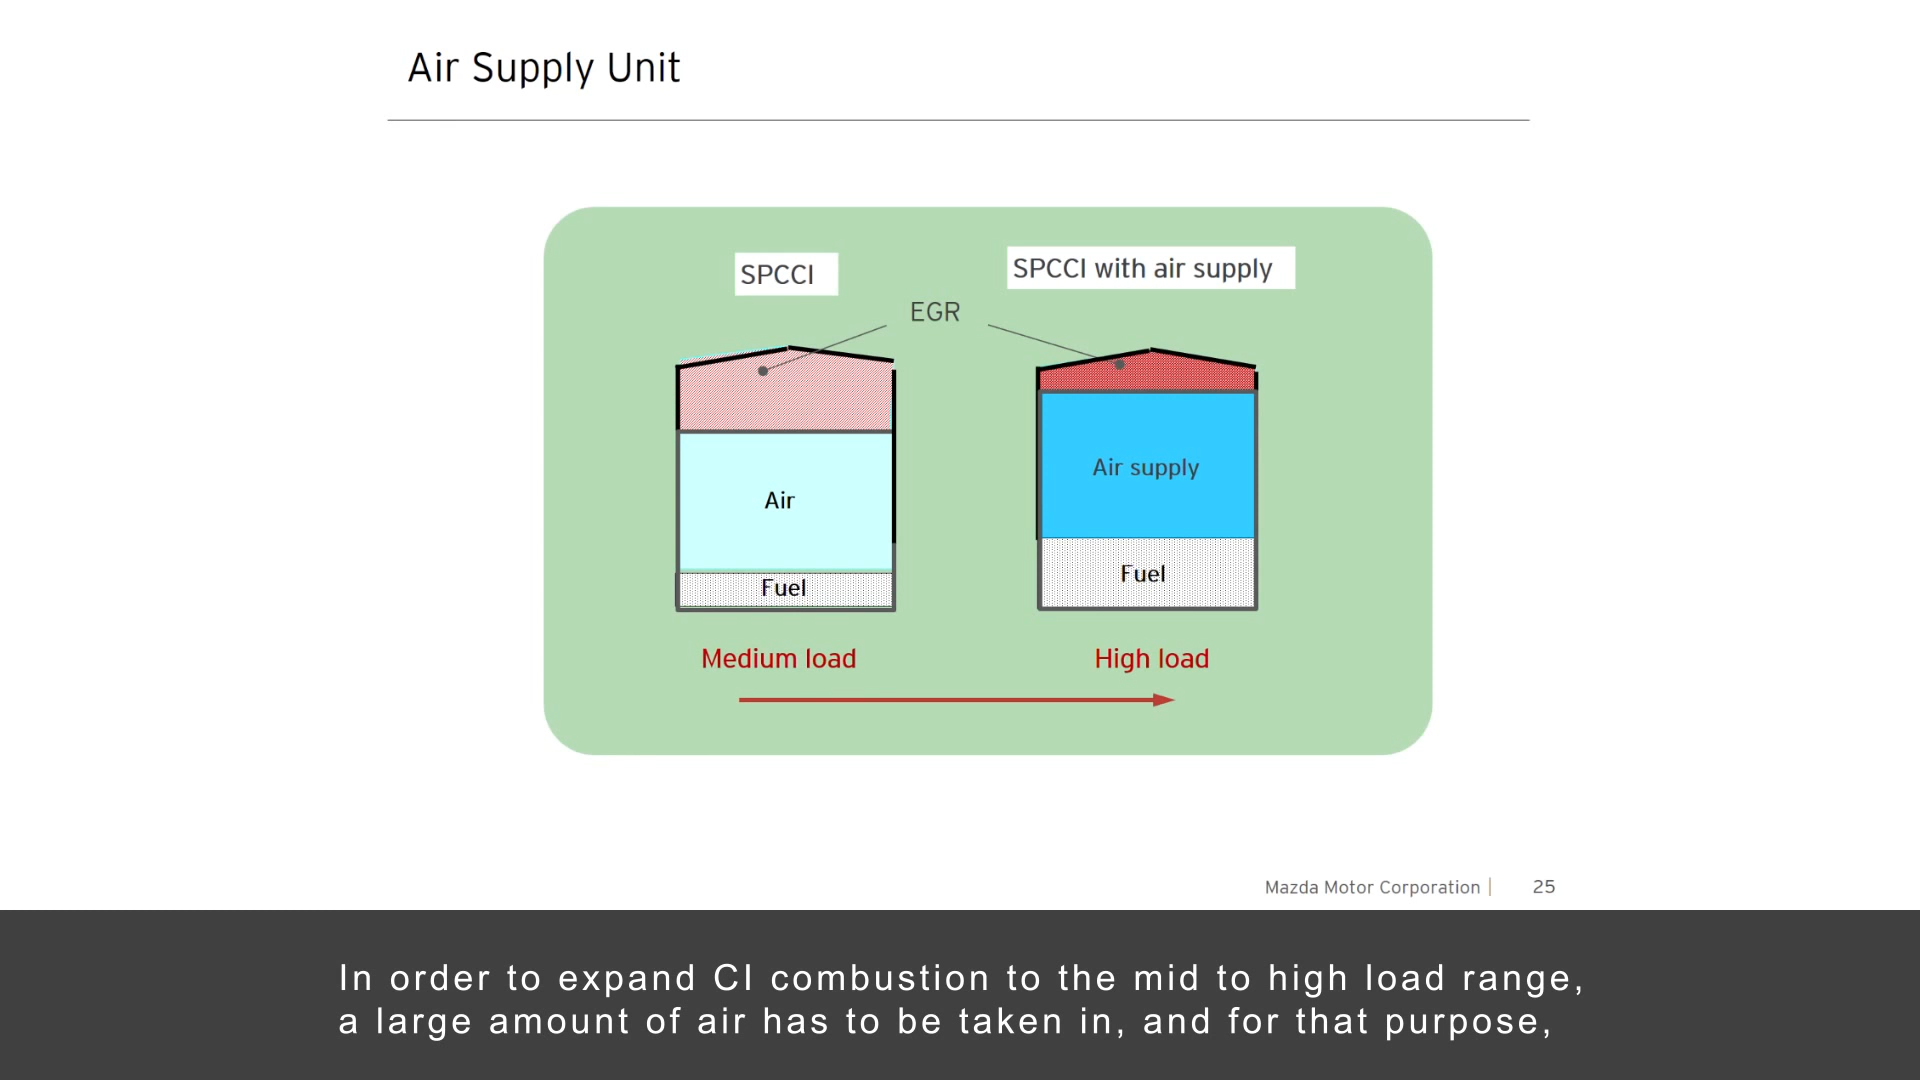 Air Supply Unit
SPCCI
SPCCI with air supply
EGR
Air
Fuel
Air supply
Fuel
Medium load
High load
Mazda Motor Corporation | 25
In order to expand CI combustion to the mid to high load range,
a large amount of air has to be taken in, and for that purpose,